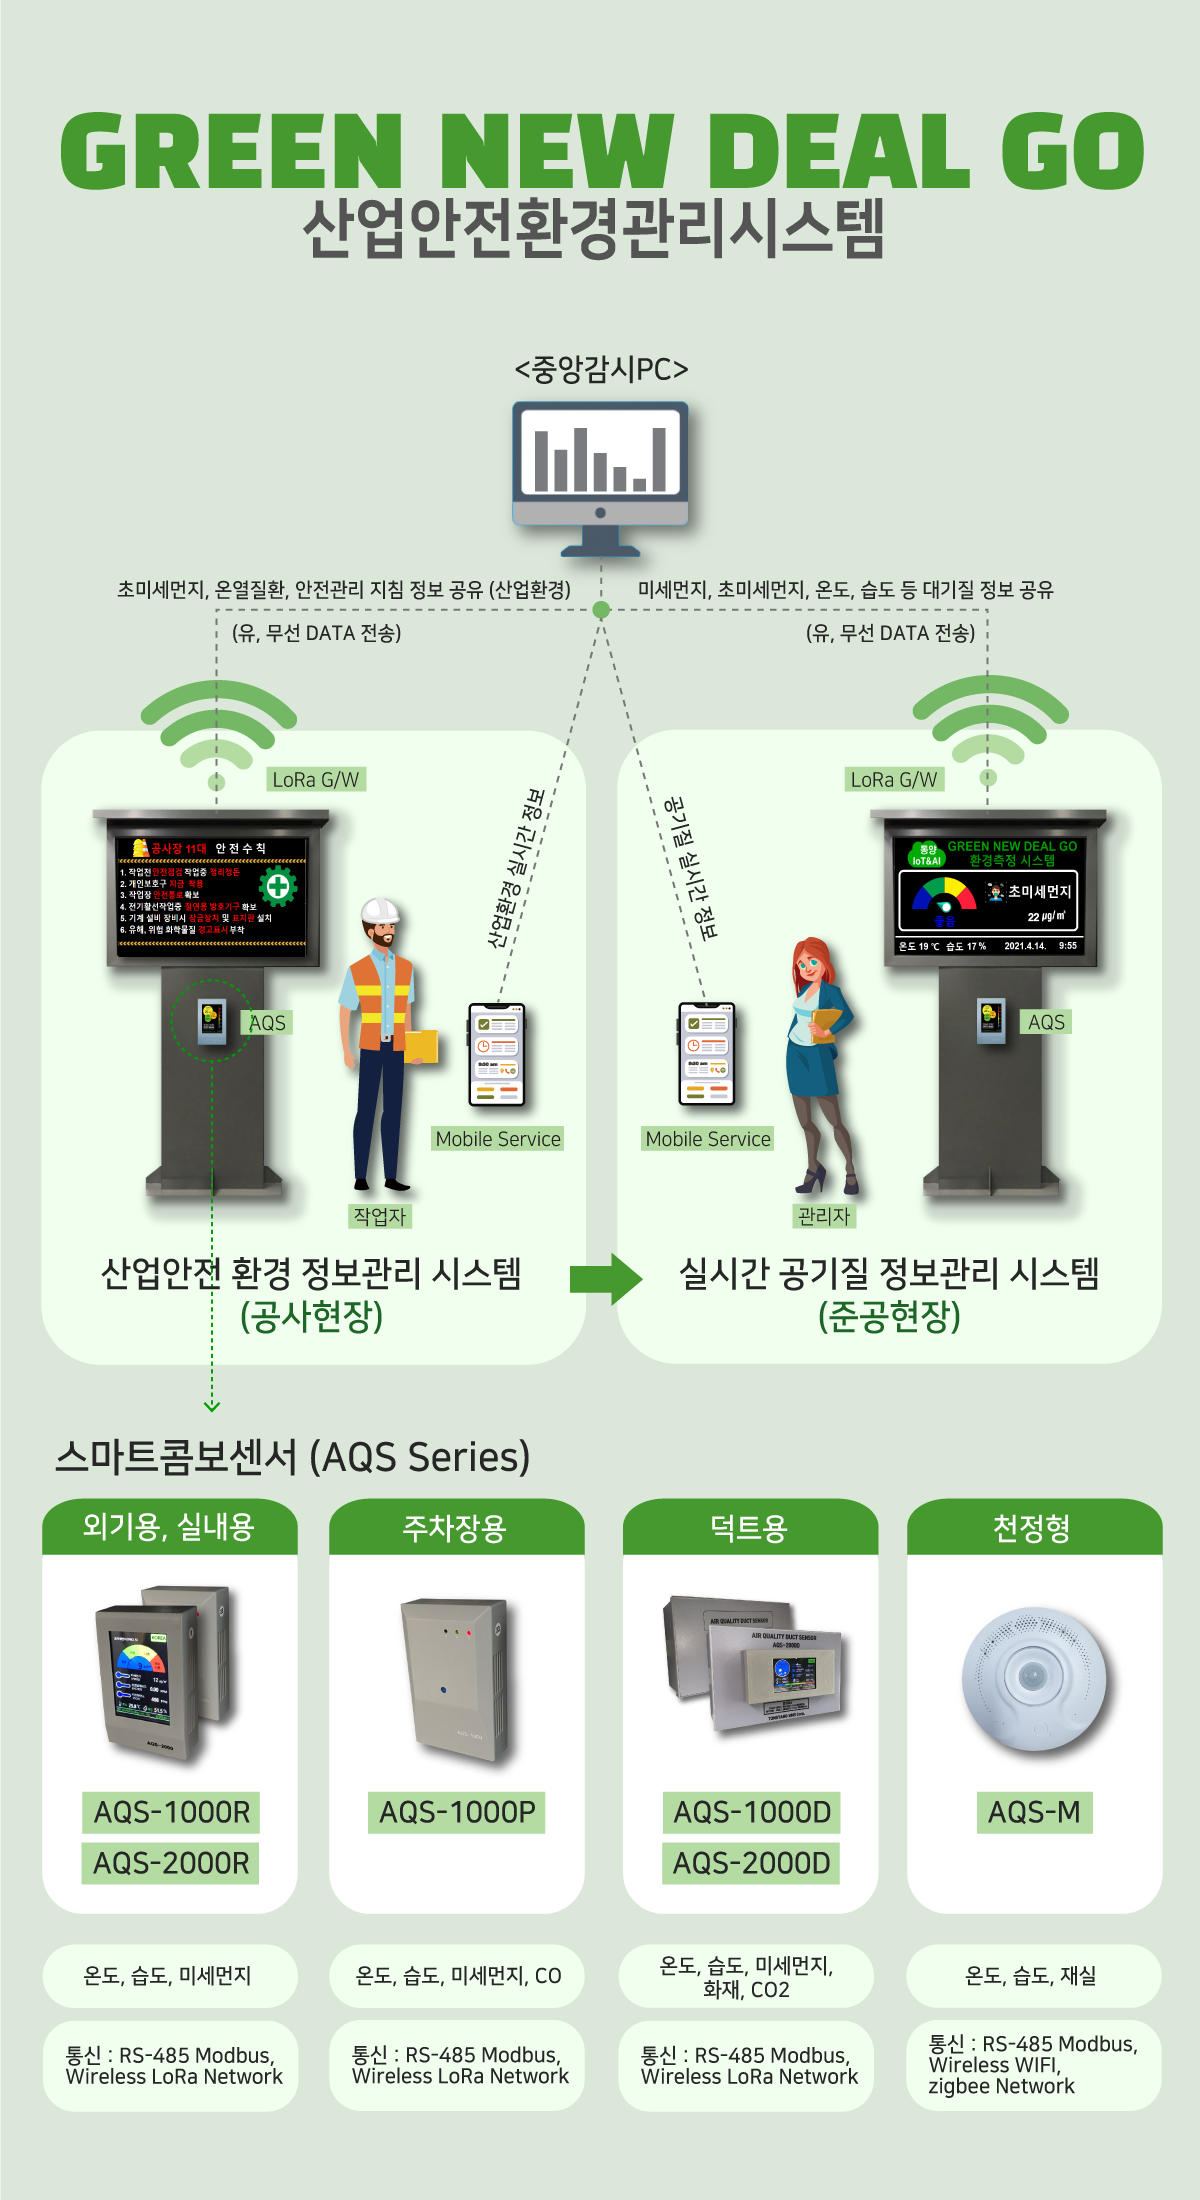 GREEN NEW DEAL GO
산업안전환경관리시스템
<중앙감시PC>
초미세먼지, 온열질환, 안전관리 지침 정보 공유 (산업환경)
(유, 무선 DATA 전송)
미세먼지, 초미세먼지, 온도, 습도 등 대기질 정보 공유
(유, 무선 DATA 전송)
LoRa G/W
공사장 11대 안 전 수 칙
1. 작업전 안전점검 작업중 정리정돈
2. 개인보호구 지급 착용
3. 작업장 안전통로 확보
4. 전기활선작업중 절연용 방호기구 확보
5. 기계 설비 장비시 잠금장치 및 표지판 설치
6. 유해, 위험 화학물질 경고표시 부착
AQS
산업환경 실시간 정보
8:30 am
Mobile Service
작업자
산업안전 환경 정보관리 시스템
(공사현장)
LoRa G/W
통양
IoT&AI
GREEN NEW DEAL GO
환경측정 시스템
초미세먼지
좋음
22 µg/㎥
온도 19 ℃ 습도 17 %
2021.4.14. 9:55
AQS
공기질 실시간 정보
8:30 am
Mobile Service
관리자
실시간 공기질 정보관리 시스템
(준공현장)
스마트콤보센서 (AQS Series)
외기용, 실내용
KOREA
AQS-2000
AQS-1000R
AQS-2000R
온도, 습도, 미세먼지
통신 : RS-485 Modbus,
Wireless LoRa Network
주차장용
AQS-1000P
온도, 습도, 미세먼지, CO
통신 : RS-485 Modbus,
Wireless LoRa Network
덕트용
AIR QUALITY DUCT SENSOR
AIR QUALITY DUCT SENSOR
AQS-2000D
AQS-1000D
AQS-2000D
온도, 습도, 미세먼지,
화재, CO2
통신 : RS-485 Modbus,
Wireless LoRa Network
천정형
AQS-M
온도, 습도, 재실
통신 : RS-485 Modbus,
Wireless WIFI,
zigbee Network